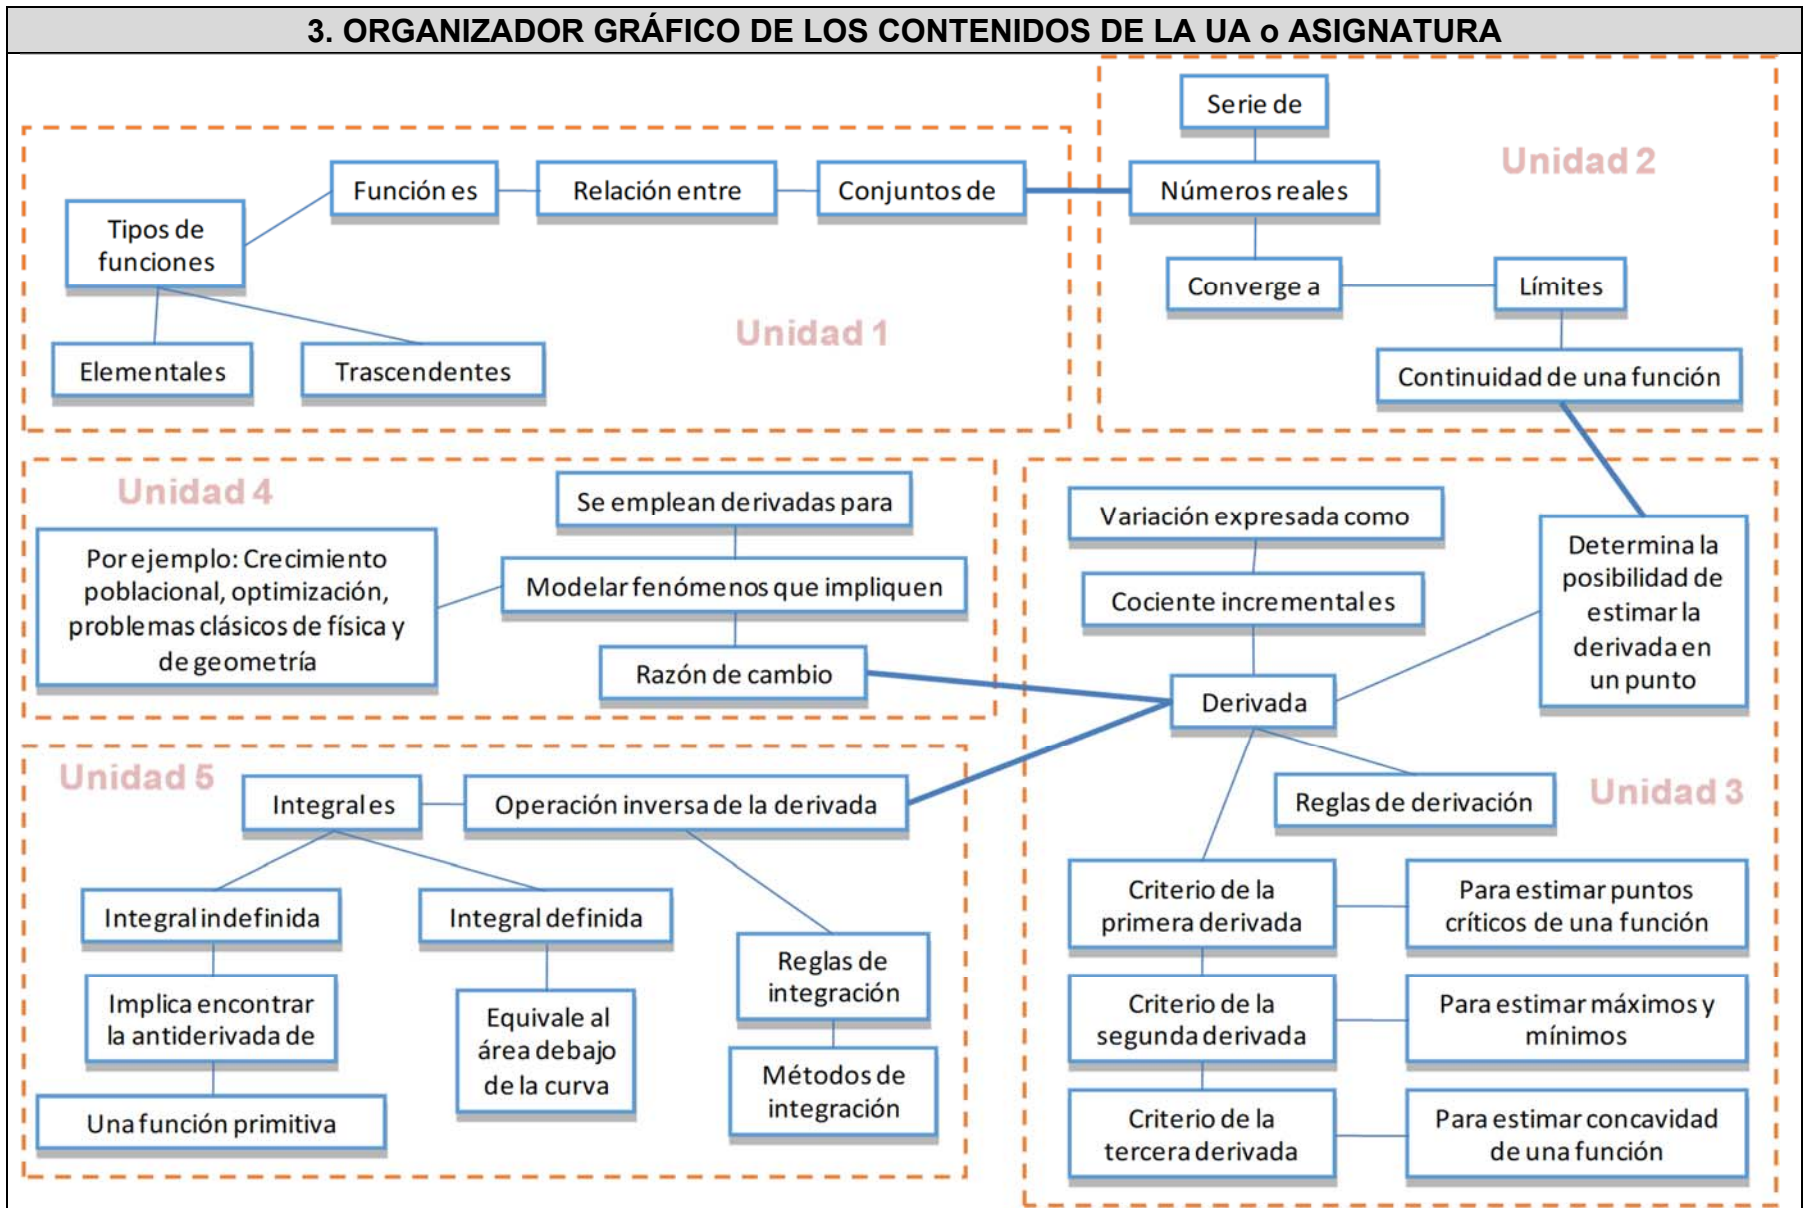 3. ORGANIZADOR GRÁFICO DE LOS CONTENIDOS DE LA UA o ASIGNATURA
Unidad 1
Tipos de
funciones
Función es
Relación entre
Conjuntos de
Elementales
Trascendentes
Unidad 2
Serie de
Números reales
Converge a
Límites
Continuidad de una función
Unidad 4
Se emplean derivadas para
Modelar fenómenos que impliquen
Razón de cambio
Por ejemplo: Crecimiento
poblacional, optimización,
problemas clásicos de física y
de geometría
Unidad 3
Variación expresada como
Cociente incrementales
Derivada
Determina la
posibilidad de
estimar la
derivada en
un punto
Reglas de derivación
Criterio de la
primera derivada
Para estimar puntos
críticos de una función
Criterio de la
segunda derivada
Para estimar máximos y
mínimos
Criterio de la
tercera derivada
Para estimar concavidad
de una función
Unidad 5
Integrales
Operación inversa de la derivada
Integral indefinida
Integral definida
Implica encontrar
la antiderivada de
Una función primitiva
Equivale al
área debajo
de la curva
Reglas de
integración
Métodos de
integración